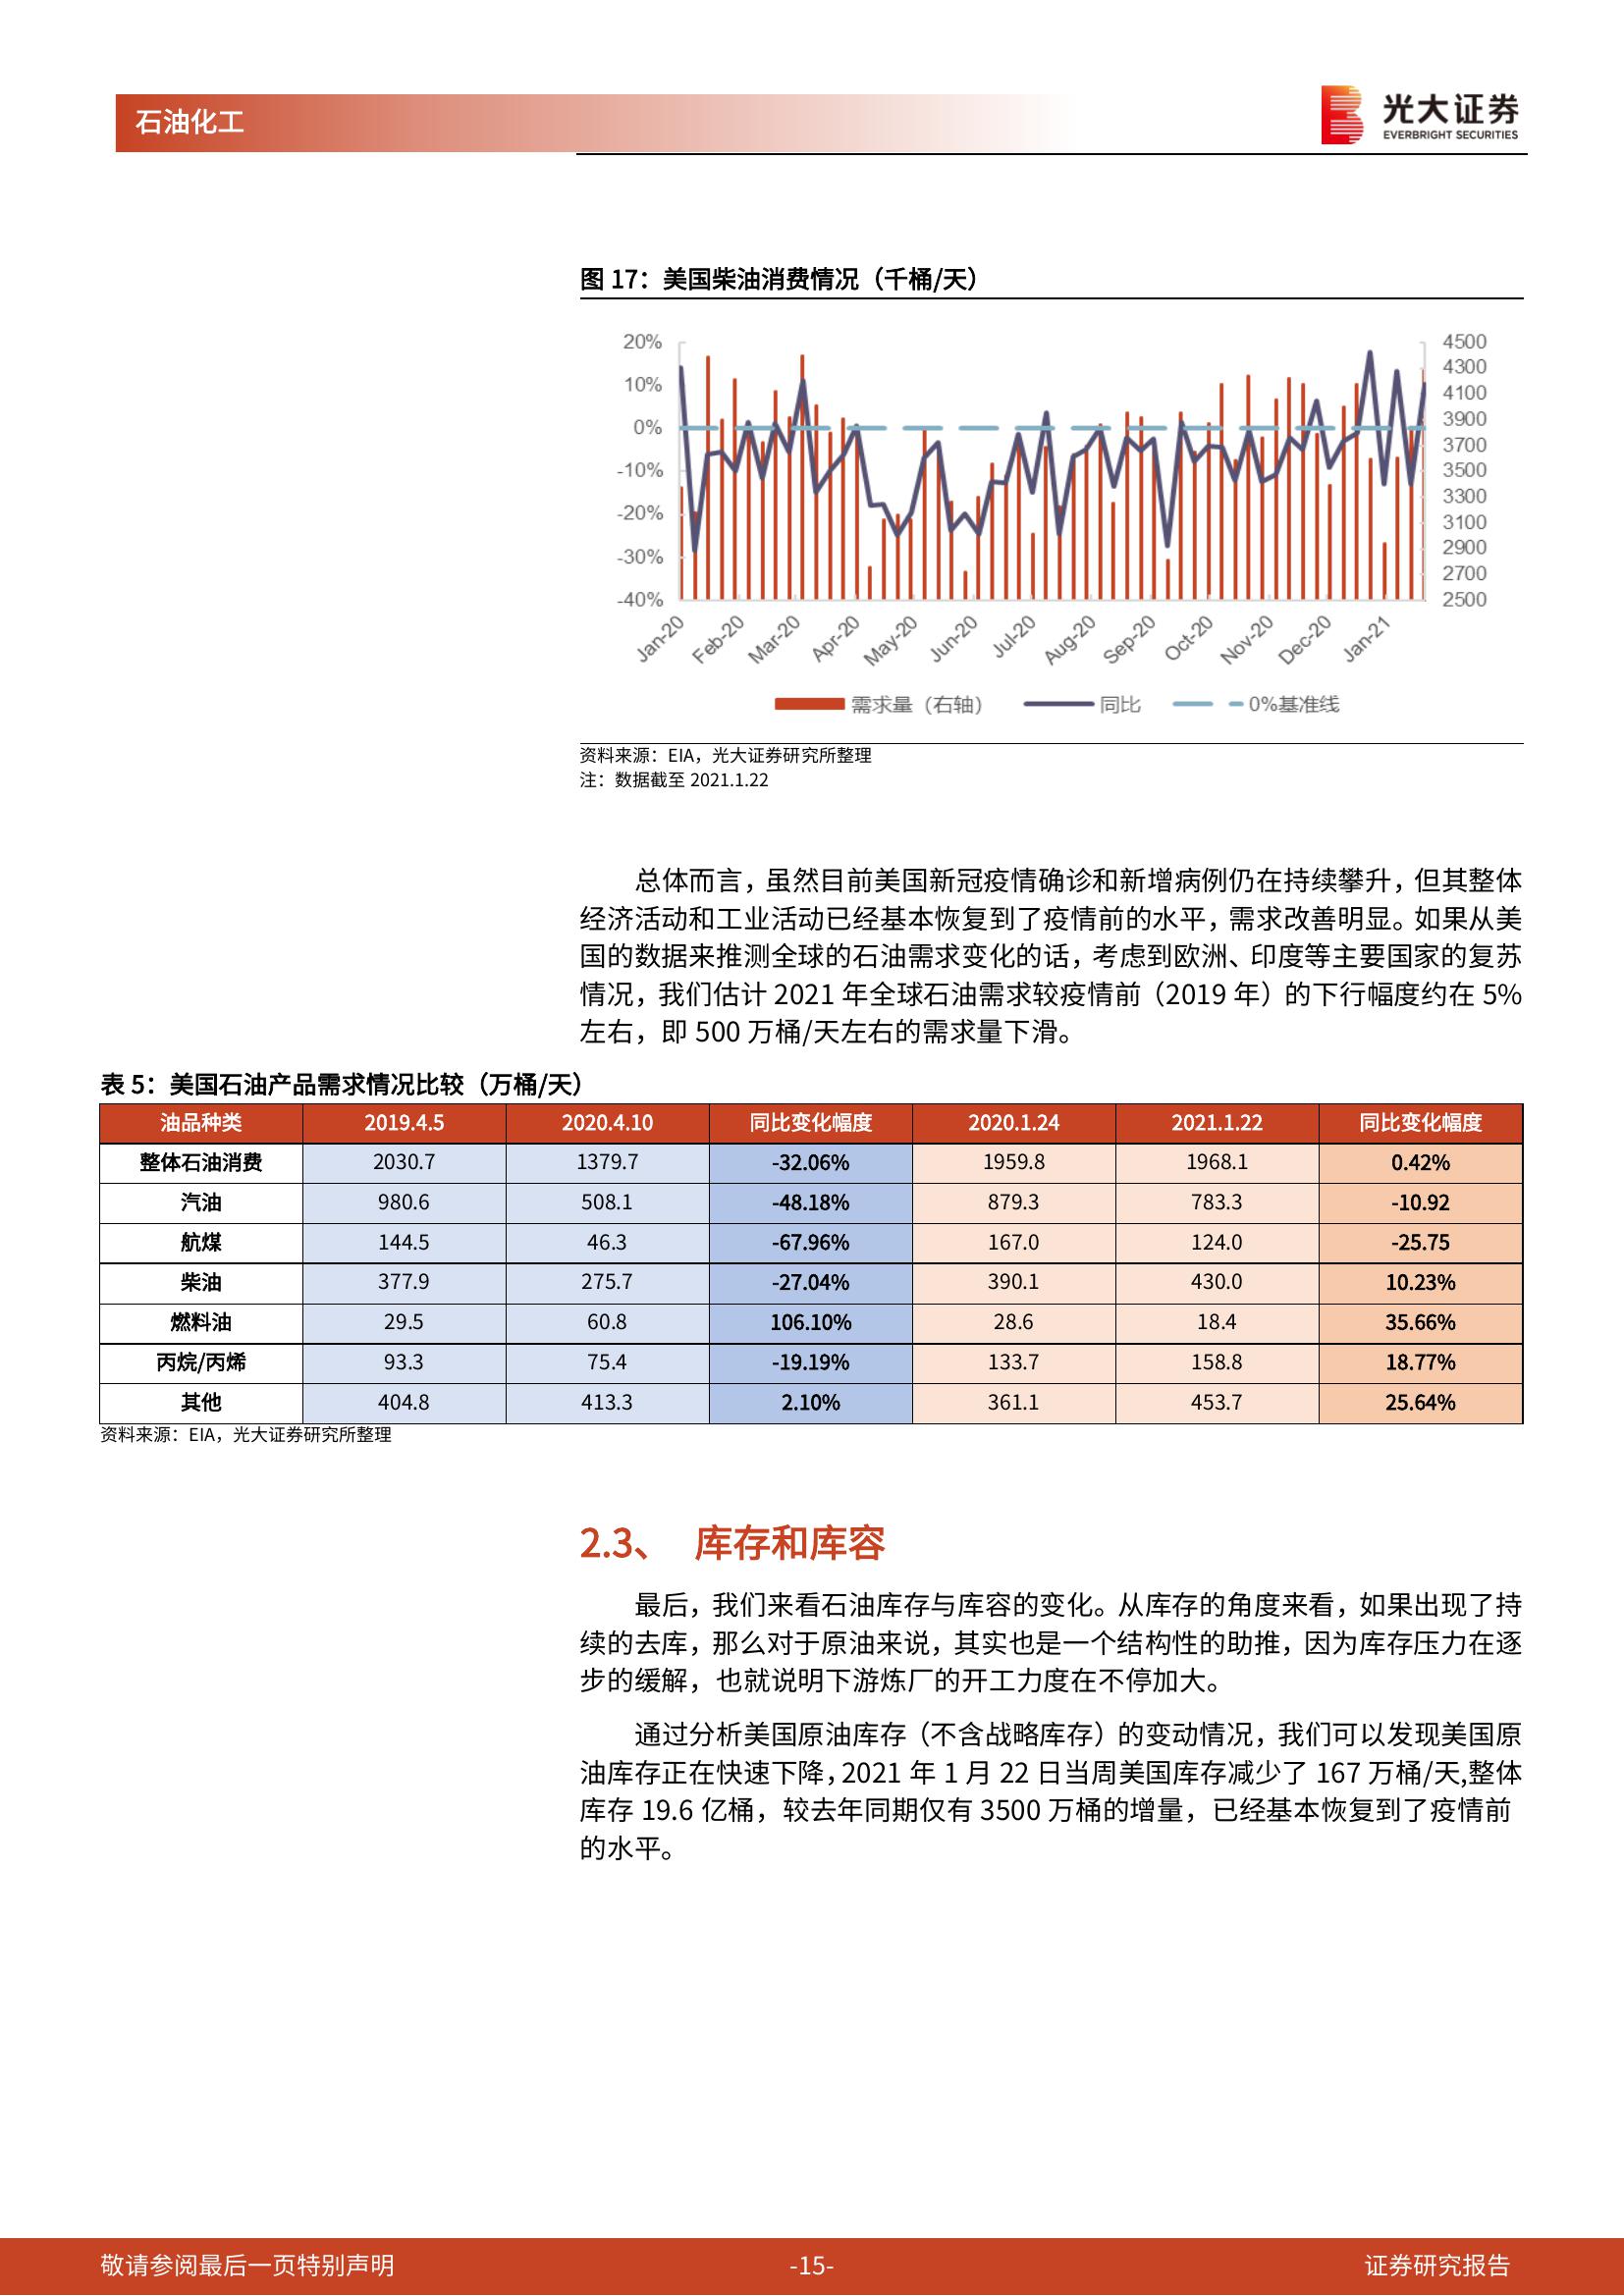 石油化工
光大证券
EVERBRIGHT SECURITIES
图 17：美国柴油消费情况（千桶/天）
20%
10%
0%
-10%
-20%
-30%
-40%
4500
4300
4100
3900
3700
3500
3300
3100
2900
2700
2500
Jan-20 Feb-20 Mar-20 Apr-20 May-20 Jun-20 Jul-20 Aug-20 Sep-20 Oct-20 Nov-20 Dec-20 Jan-21
需求量（右轴） 同比 0%基准线
资料来源：EIA，光大证券研究所整理
注：数据截至 2021.1.22
总体而言，虽然目前美国新冠疫情确诊和新增病例仍在持续攀升，但其整体
经济活动和工业活动已经基本恢复到了疫情前的水平，需求改善明显。如果从美
国的数据来推测全球的石油需求变化的话，考虑到欧洲、印度等主要国家的复苏
情况，我们估计 2021 年全球石油需求较疫情前（2019 年）的下行幅度约在 5%
左右，即 500 万桶/天左右的需求量下滑。
表 5：美国石油产品需求情况比较（万桶/天）
油品种类 2019.4.5 2020.4.10 同比变化幅度 2020.1.24 2021.1.22 同比变化幅度
整体石油消费 2030.7 1379.7 -32.06% 1959.8 1968.1 0.42%
汽油 980.6 508.1 -48.18% 879.3 783.3 -10.92
航煤 144.5 46.3 -67.96% 167.0 124.0 -25.75
柴油 377.9 275.7 -27.04% 390.1 430.0 10.23%
燃料油 29.5 60.8 106.10% 28.6 18.4 35.66%
丙烷/丙烯 93.3 75.4 -19.19% 133.7 158.8 18.77%
其他 404.8 413.3 2.10% 361.1 453.7 25.64%
资料来源：EIA，光大证券研究所整理
2.3、 库存和库容
最后，我们来看石油库存与库容的变化。从库存的角度来看，如果出现了持
续的去库，那么对于原油来说，其实也是一个结构性的助推，因为库存压力在逐
步的缓解，也就说明下游炼厂的开工力度在不停加大。
通过分析美国原油库存（不含战略库存）的变动情况，我们可以发现美国原
油库存正在快速下降，2021 年 1 月 22 日当周美国库存减少了 167 万桶/天,整体
库存 19.6 亿桶，较去年同期仅有 3500 万桶的增量，已经基本恢复到了疫情前
的水平。
敬请参阅最后一页特别声明 -15- 证券研究报告